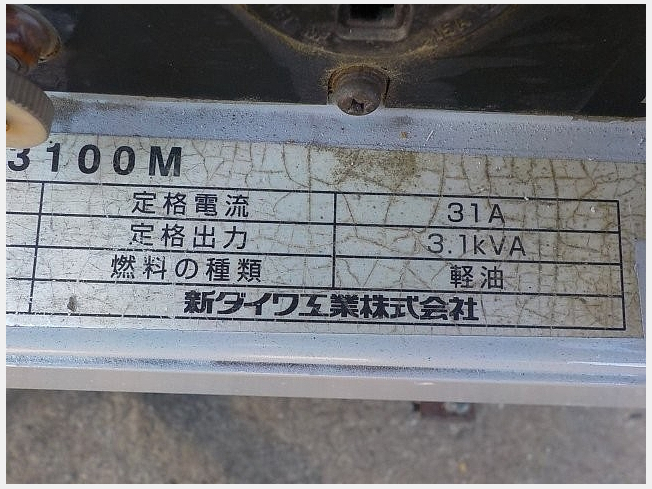 3100M
定格電流 31A
定格出力 3.1kVA
燃料の種類 軽油
新ダイワ工業株式会社